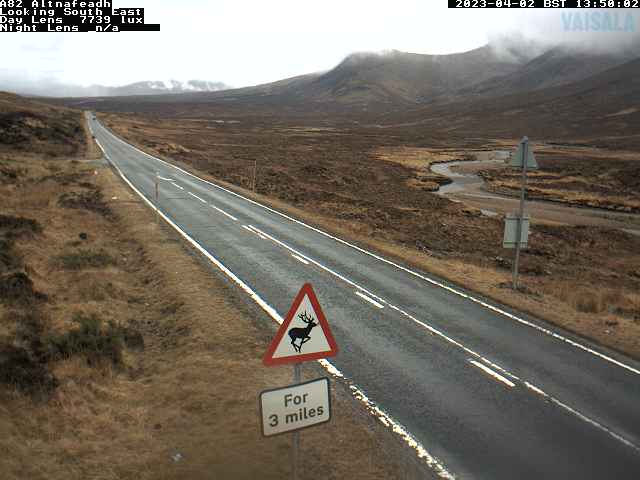 A82 Altnafeadh
Looking South East
Day Lens 7739 lux
Night Lens n/a
2023-04-02 BST 13:50:02
VAISALA
For
3 miles